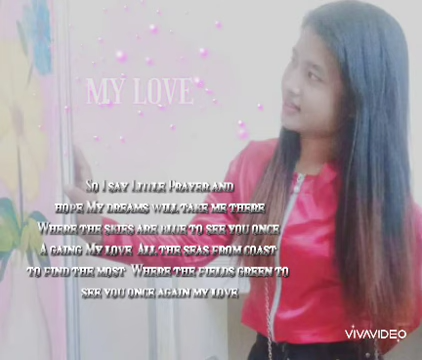 MY LOVE
So I say Little Prayer and
hope My dreams will take me there
Where the skies are blue to see you once
a gaing My love All the seas from coast
to find the most Where the fields green to
see you once again my love
VIVAVIDEO